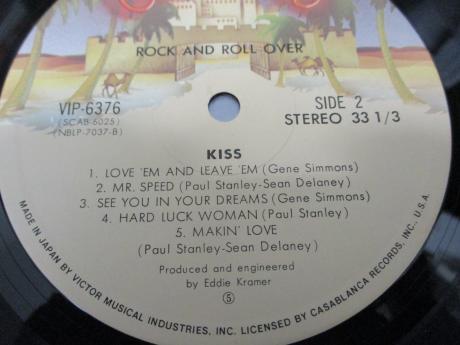 ROCK AND ROLL OVER
VIP-6376
(SCAB-6025)
(NBLP-7037-B)
SIDE 2
STEREO 33 1/3
KISS
1. LOVE 'EM AND LEAVE 'EM (Gene Simmons)
2. MR. SPEED (Paul Stanley-Sean Delaney)
3. SEE YOU IN YOUR DREAMS (Gene Simmons)
4. HARD LUCK WOMAN (Paul Stanley)
5. MAKIN' LOVE
(Paul Stanley-Sean Delaney)
Produced and engineered
by Eddie Kramer
⑤
MADE IN JAPAN BY VICTOR MUSICAL INDUSTRIES, INC. LICENSED BY CASABLANCA RECORDS, INC., U.S.A.